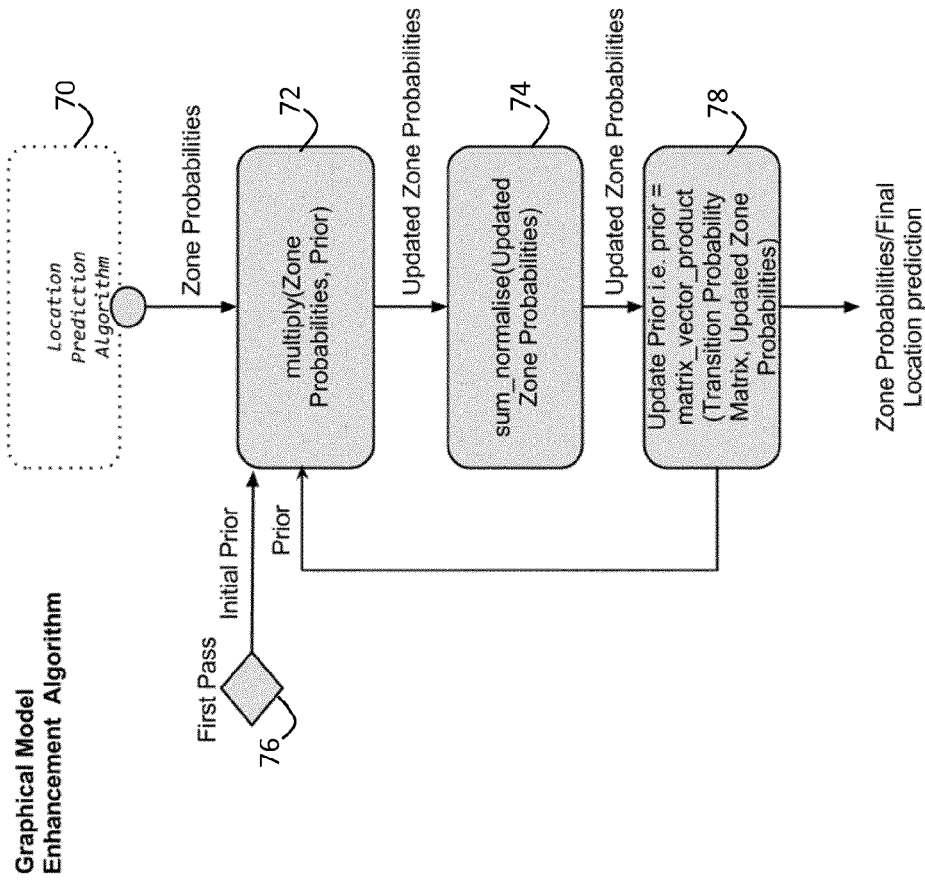 Graphical Model
Enhancement Algorithm
Location
Prediction
Algorithm
70
Zone Probabilities
First Pass
76
Initial Prior
Prior
multiply(Zone
Probabilities, Prior)
72
Updated Zone Probabilities
sum_normalise(Updated
Zone Probabilities)
74
Updated Zone Probabilities
Update Prior i.e. prior =
matrix_vector_product
(Transition Probability
Matrix, Updated Zone
Probabilities)
78
Zone Probabilities/Final
Location prediction